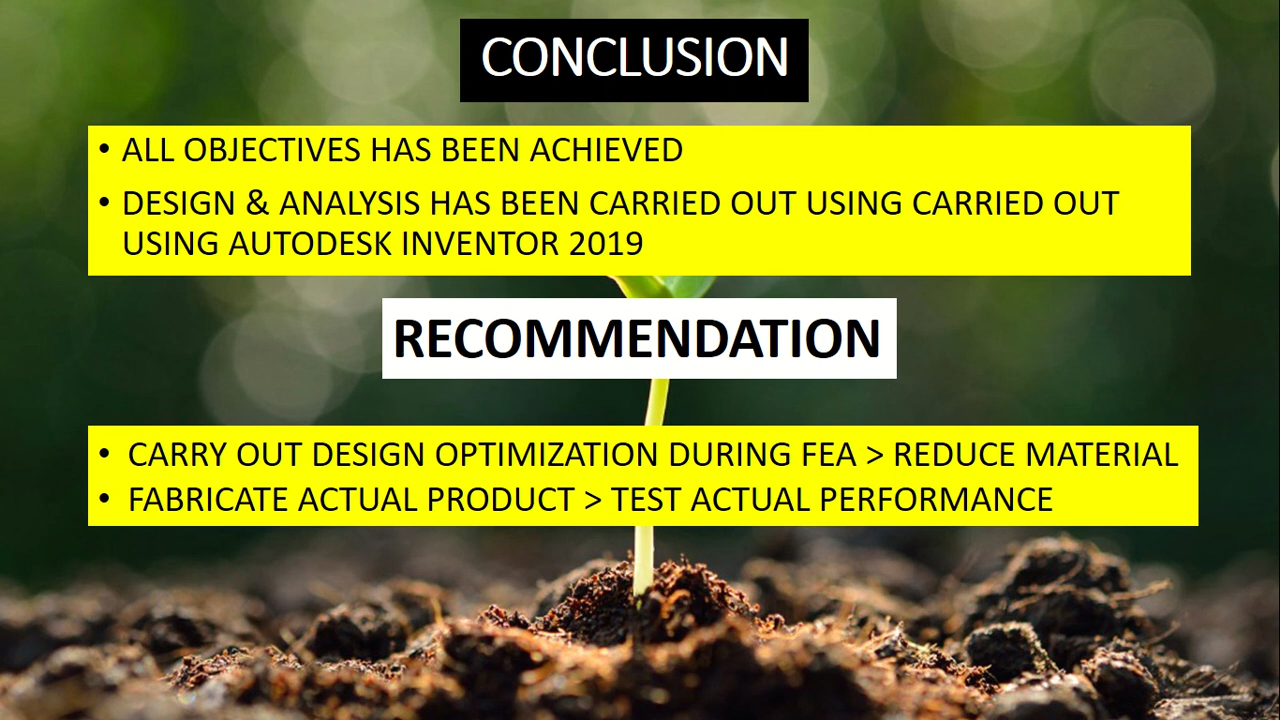 CONCLUSION
• ALL OBJECTIVES HAS BEEN ACHIEVED
• DESIGN & ANALYSIS HAS BEEN CARRIED OUT USING CARRIED OUT
USING AUTODESK INVENTOR 2019
RECOMMENDATION
• CARRY OUT DESIGN OPTIMIZATION DURING FEA > REDUCE MATERIAL
• FABRICATE ACTUAL PRODUCT > TEST ACTUAL PERFORMANCE